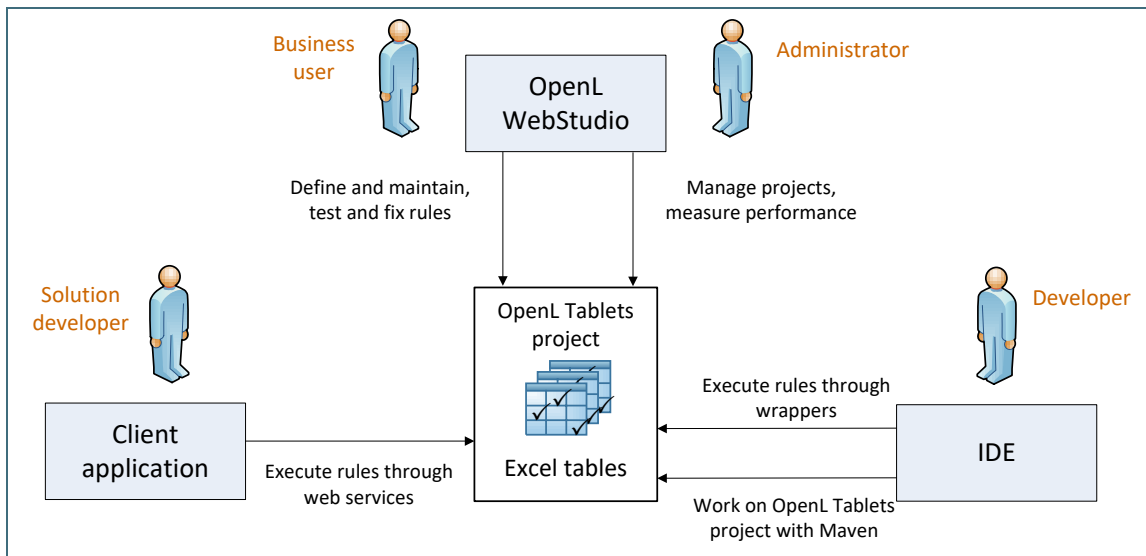 Business
user
OpenL
WebStudio
Administrator
Define and maintain,
test and fix rules
Manage projects,
measure performance
Solution
developer
OpenL Tablets
project
Developer
Execute rules through
wrappers
Client
application
Execute rules through
web services
Excel tables
IDE
Work on OpenL Tablets
project with Maven